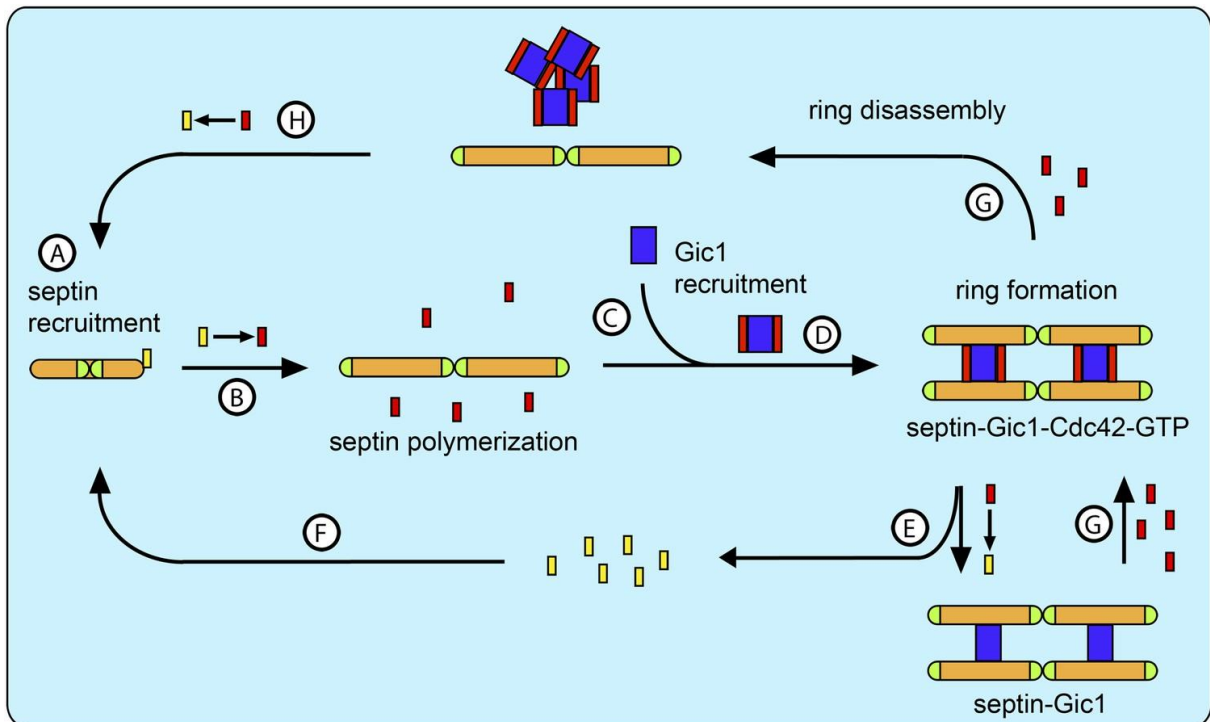 H
ring disassembly
G
A
septin
recruitment
Gic1
recruitment
C
D
ring formation
B
septin polymerization
septin-Gic1-Cdc42-GTP
F
E
G
septin-Gic1